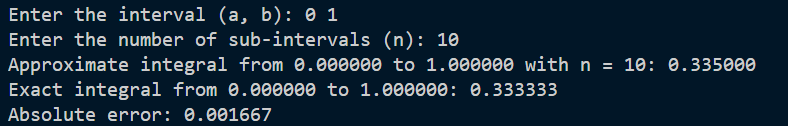 Enter the interval (a, b): 0 1
Enter the number of sub-intervals (n): 10
Approximate integral from 0.000000 to 1.000000 with n = 10: 0.335000
Exact integral from 0.000000 to 1.000000: 0.333333
Absolute error: 0.001667